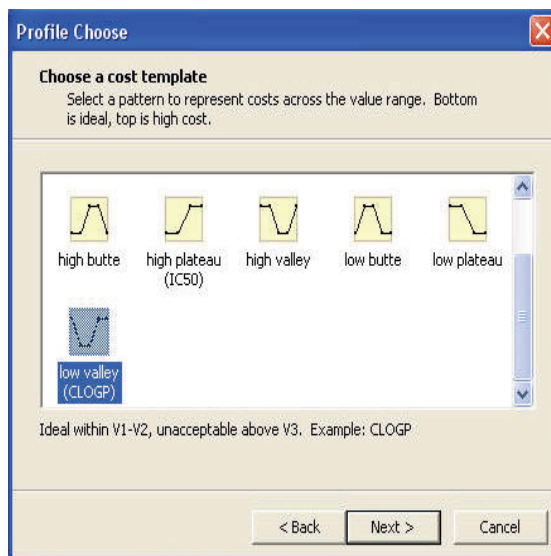 Profile Choose
Choose a cost template
Select a pattern to represent costs across the value range. Bottom
is ideal, top is high cost.
high butte
high plateau
(IC50)
high valley
low butte
low plateau
low valley
(CLOGP)
Ideal within V1-V2, unacceptable above V3. Example: CLOGP
< Back
Next >
Cancel